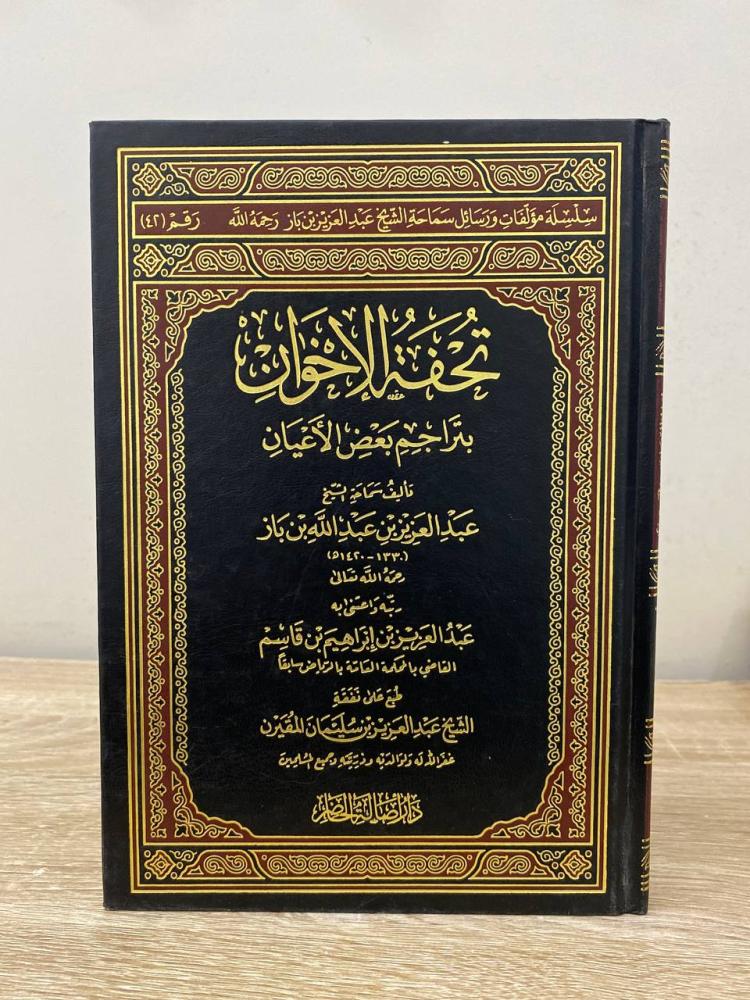 سلسلة مؤلفات ورسائل سماحة الشيخ عبد العزيز بن باز رحمه الله رقم (٤٢)
تحفة الإخوان
بتراجم بعض الأعيان
تأليف سماحة الشيخ
عبد العزيز بن عبد الله بن باز
(١٣٣٠-١٤٢٠هـ)
رحمه الله تعالى
رتبه واعتنى به
عبد العزيز بن إبراهيم بن قاسم
القاضي بالمحكمة العامة بالرياض سابقاً
طبع على نفقة
الشيخ عبد العزيز بن سليمان المقيرن
غفر الله له ولوالديه وذريته وجميع المسلمين
دار أصالة الحاضر